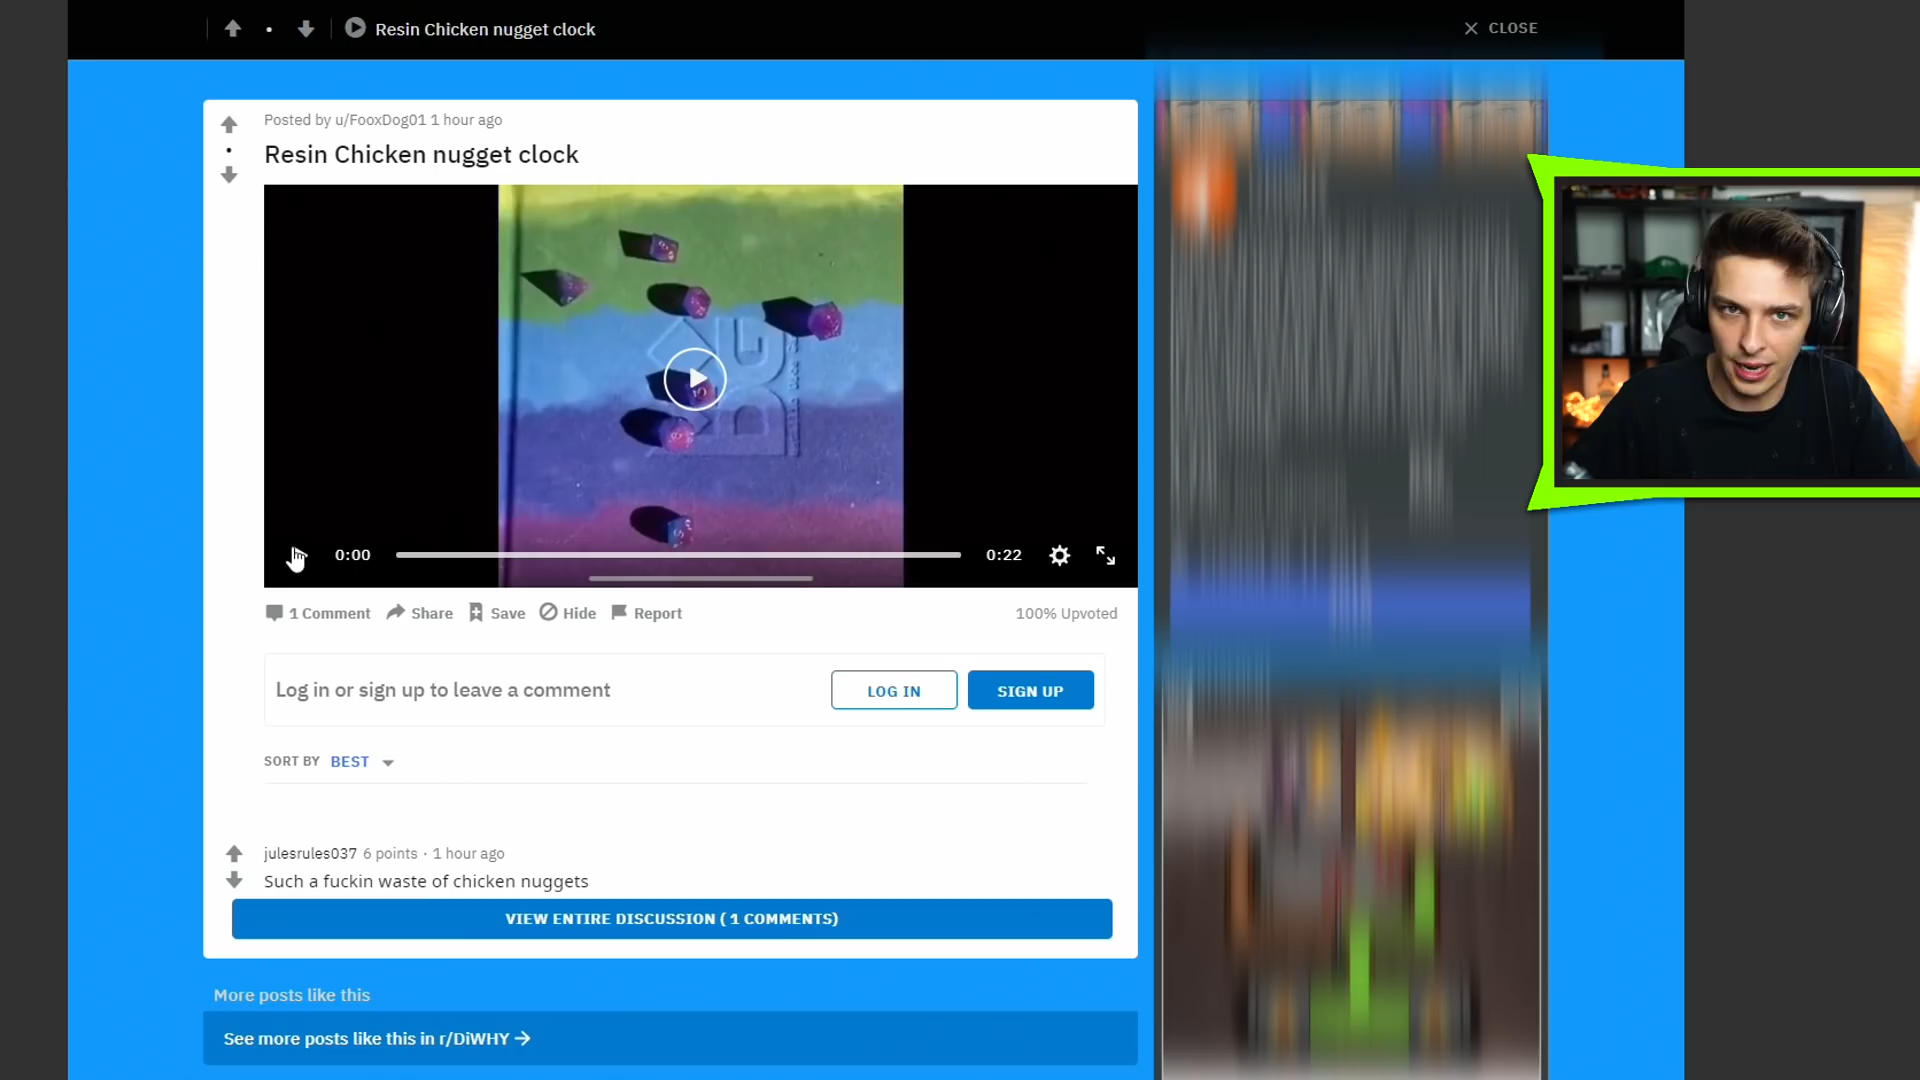 Resin Chicken nugget clock
CLOSE
Posted by u/FooxDog01 1 hour ago
Resin Chicken nugget clock
0:00
0:22
1 Comment Share Save Hide Report
100% Upvoted
Log in or sign up to leave a comment
LOG IN
SIGN UP
SORT BY BEST
julesrules037 6 points · 1 hour ago
Such a fuckin waste of chicken nuggets
VIEW ENTIRE DISCUSSION ( 1 COMMENTS)
More posts like this
See more posts like this in r/DiWHY